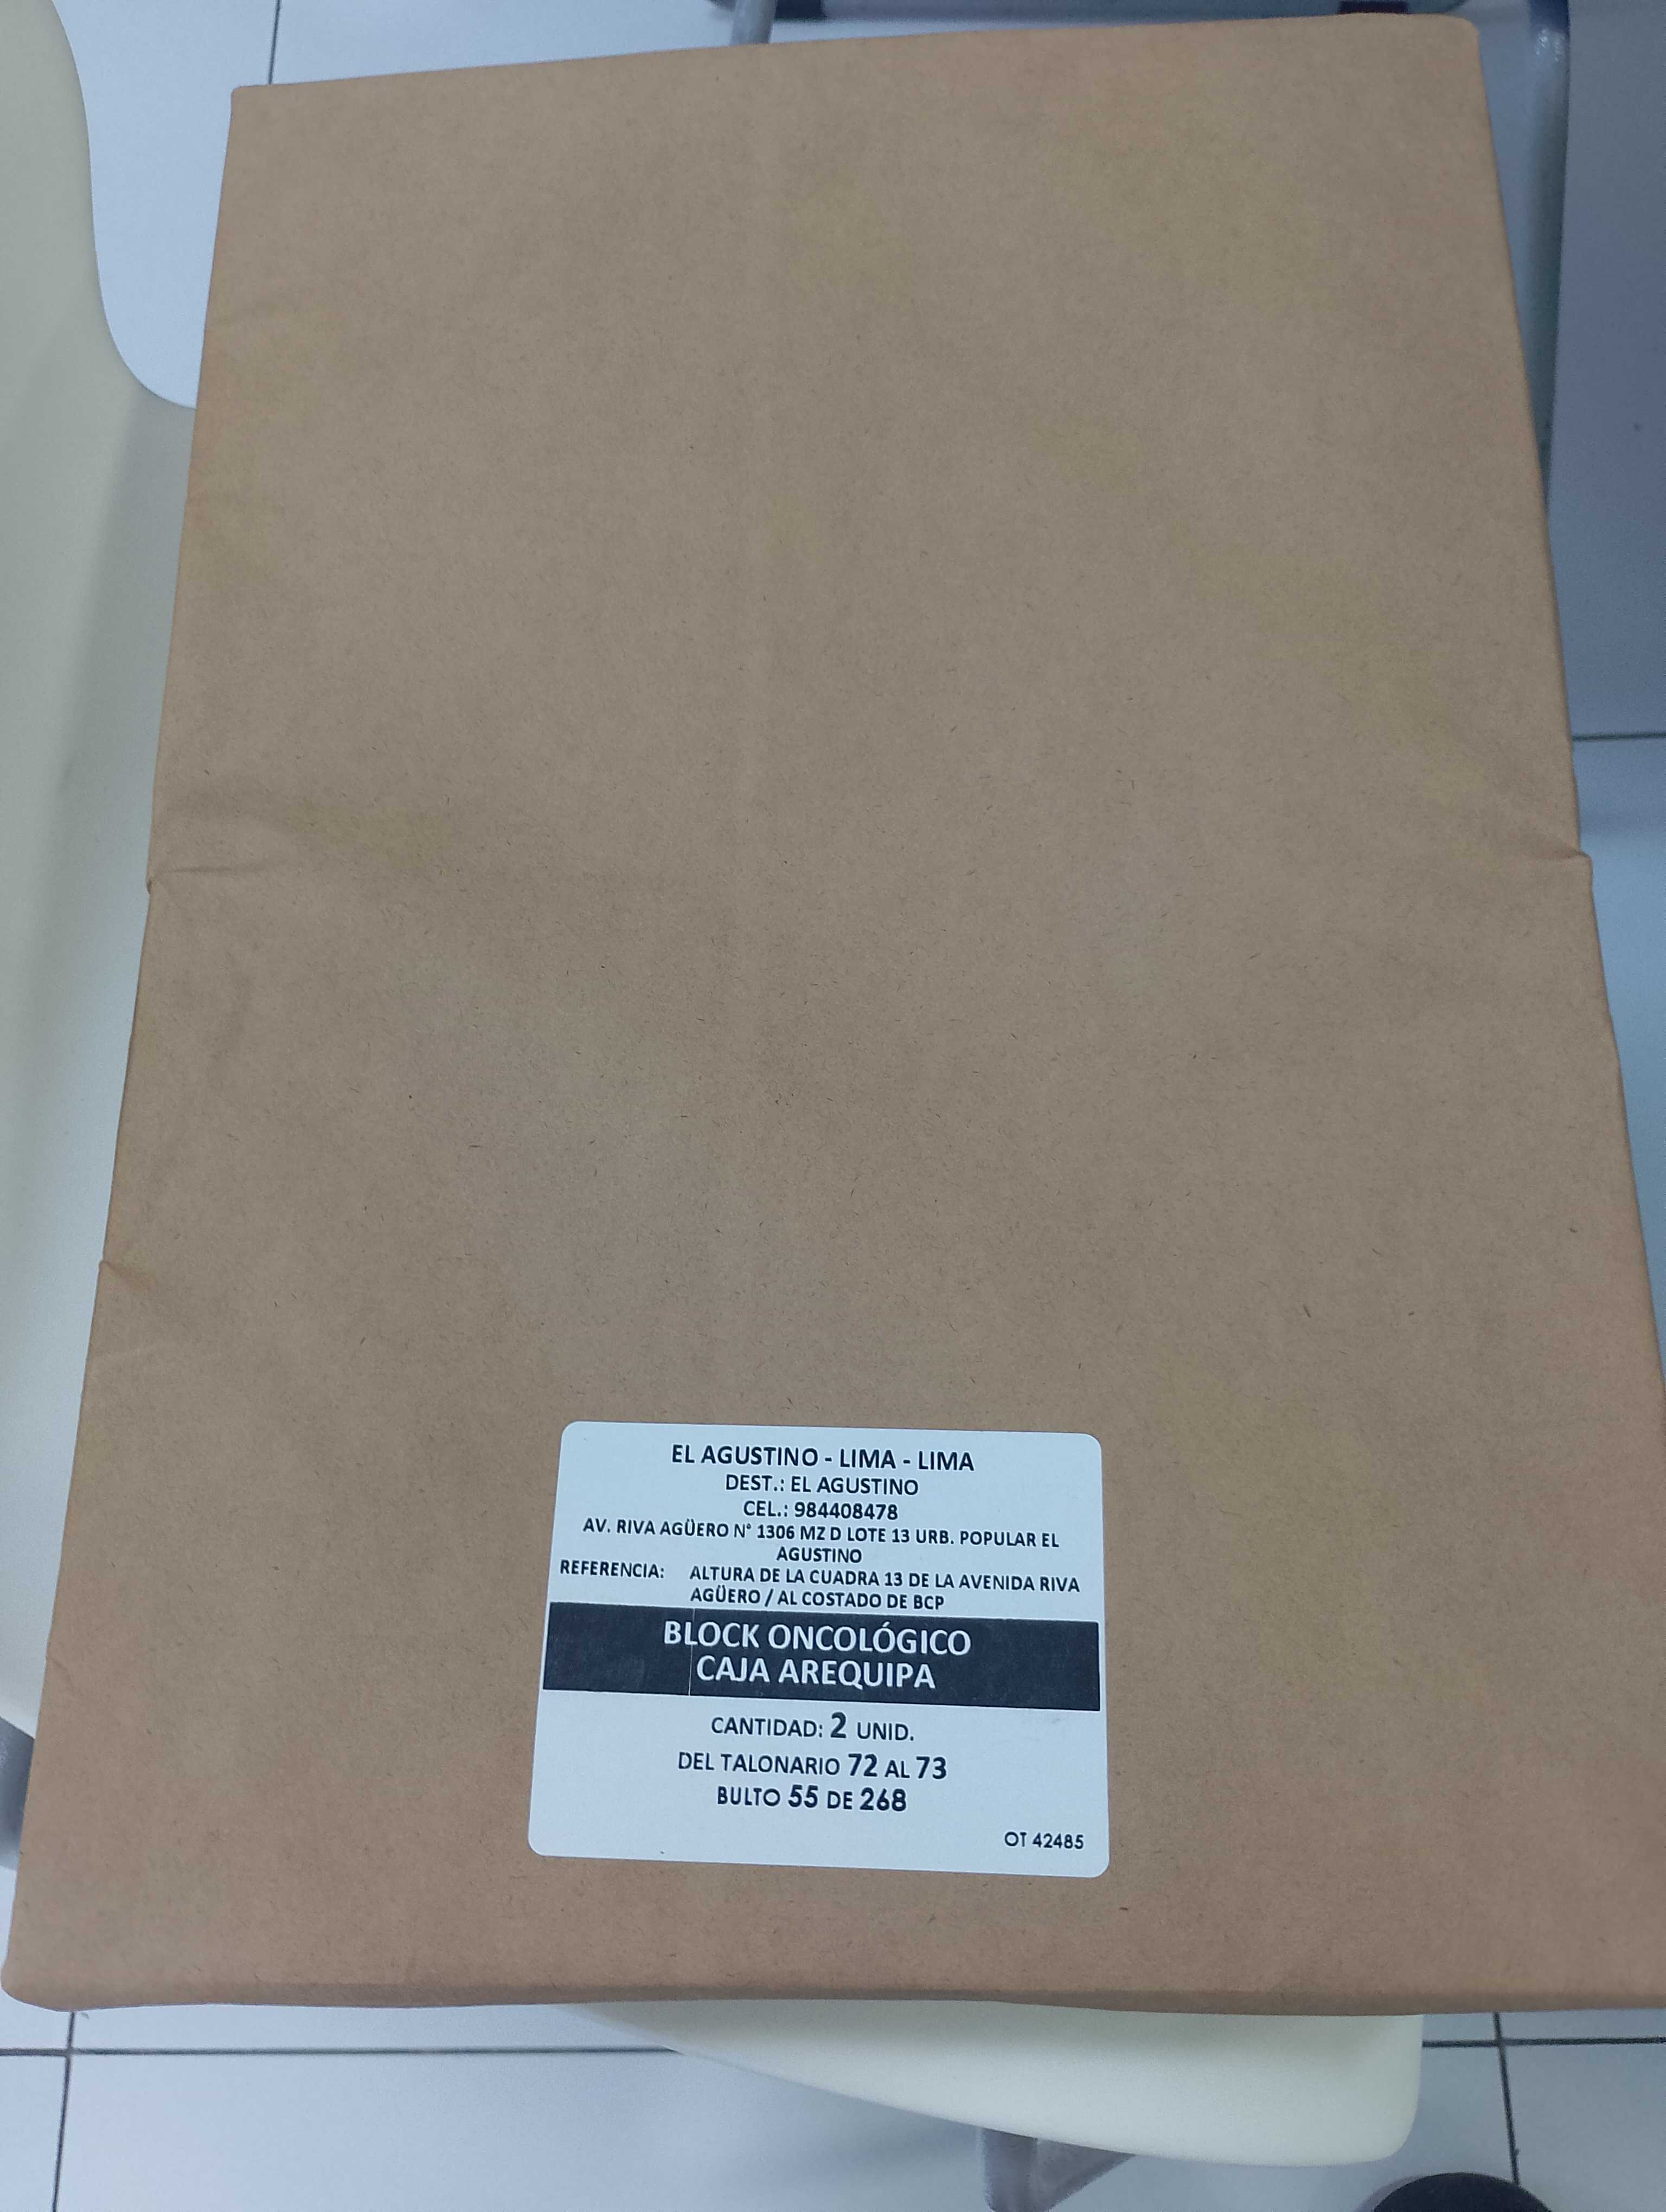 EL AGUSTINO - LIMA - LIMA
DEST.: EL AGUSTINO
CEL.: 984408478
AV. RIVA AGÜERO N° 1306 MZ D LOTE 13 URB. POPULAR EL
AGUSTINO
REFERENCIA: ALTURA DE LA CUADRA 13 DE LA AVENIDA RIVA
AGÜERO / AL COSTADO DE BCP
BLOCK ONCOLÓGICO
CAJA AREQUIPA
CANTIDAD: 2 UNID.
DEL TALONARIO 72 AL 73
BULTO 55 DE 268
OT 42485